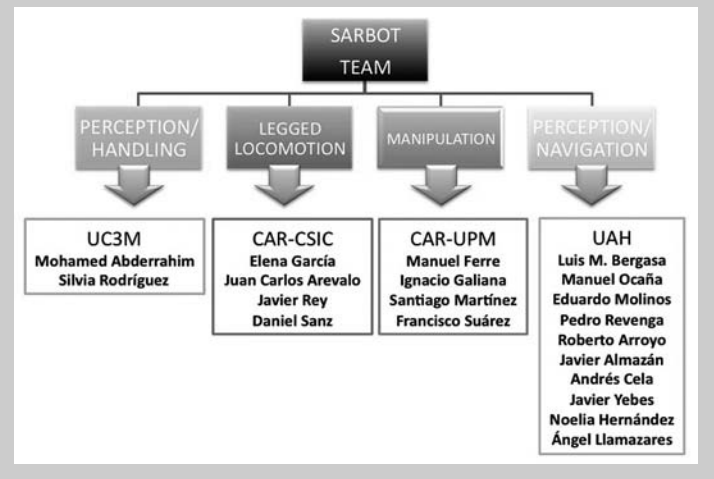 SARBOT
TEAM
PERCEPTION/
HANDLING
LEGGED
LOCOMOTION
MANIPULATION
PERCEPTION/
NAVIGATION
UC3M
Mohamed Abderrahim
Silvia Rodríguez
CAR-CSIC
Elena García
Juan Carlos Arevalo
Javier Rey
Daniel Sanz
CAR-UPM
Manuel Ferre
Ignacio Galiana
Santiago Martínez
Francisco Suárez
UAH
Luis M. Bergasa
Manuel Ocaña
Eduardo Molinos
Pedro Revenga
Roberto Arroyo
Javier Almazán
Andrés Cela
Javier Yebes
Noelia Hernández
Ángel Llamazares